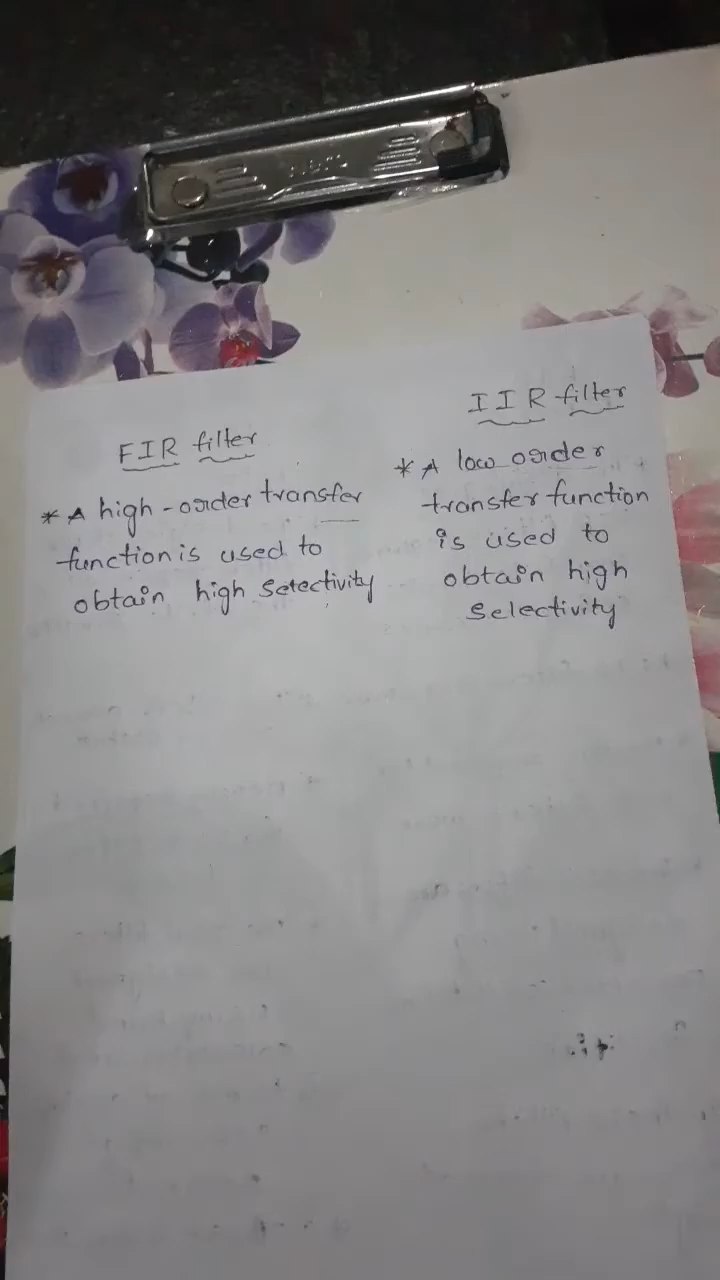 FIR filter
* A high-order transfer
function is used to
obtain high Setectivity
IIR filter
* A low order
transfer function
is used to
obtain high
Selectivity